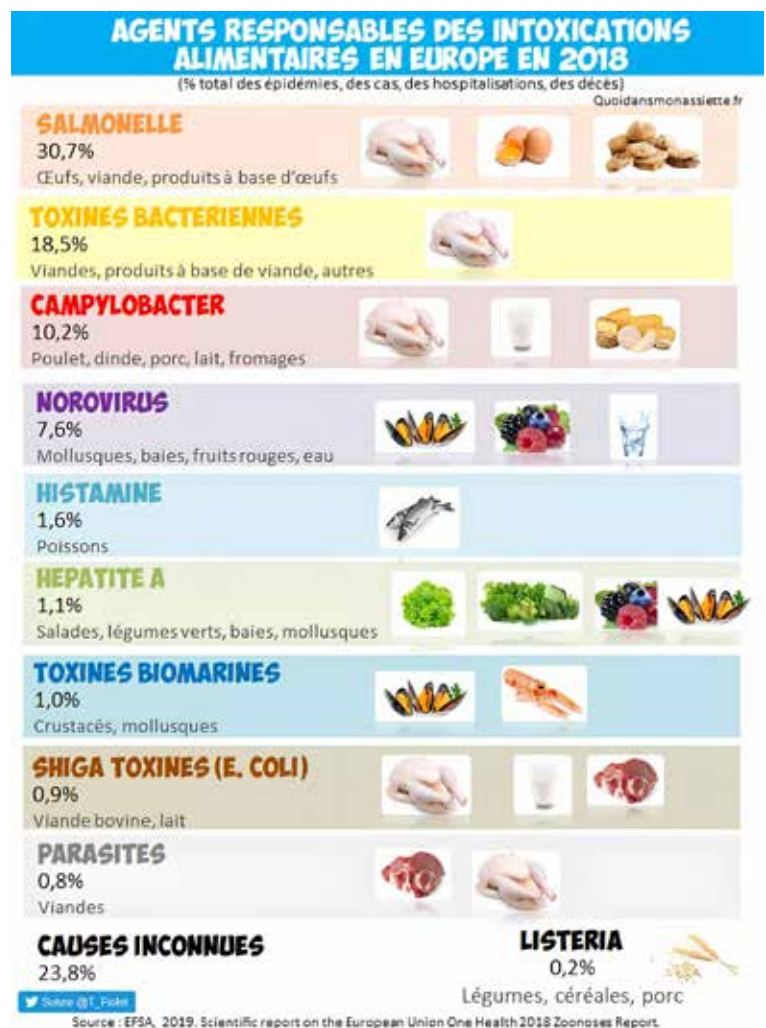 AGENTS RESPONSABLES DES INTOXICATIONS
ALIMENTAIRES EN EUROPE EN 2018
(% total des épidémies, des cas, des hospitalisations, des décès)
Quoidansmonassiette.fr
SALMONELLE
30,7%
Œufs, viande, produits à base d'œufs
TOXINES BACTERIENNES
18,5%
Viandes, produits à base de viande, autres
CAMPYLOBACTER
10,2%
Poulet, dinde, porc, lait, fromages
NOROVIRUS
7,6%
Mollusques, baies, fruits rouges, eau
HISTAMINE
1,6%
Poissons
HEPATITE A
1,1%
Salades, légumes verts, baies, mollusques
TOXINES BIOMARINES
1,0%
Crustacés, mollusques
SHIGA TOXINES (E. COLI)
0,9%
Viande bovine, lait
PARASITES
0,8%
Viandes
CAUSES INCONNUES
23,8%
LISTERIA
0,2%
Légumes, céréales, porc
@T_Fiolet
Source : EFSA, 2019. Scientific report on the European Union One Health 2018 Zoonoses Report.